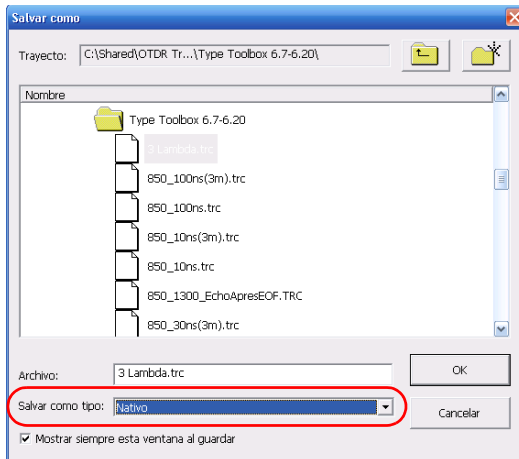 Salvar como
Trayecto: C:\Shared\OTDR Tr...\Type Toolbox 6.7-6.20\
Nombre
Type Toolbox 6.7-6.20
3 Lambda.trc
850_100ns(3m).trc
850_100ns.trc
850_10ns(3m).trc
850_10ns.trc
850_1300_EchoApresEOF.TRC
850_30ns(3m).trc
Archivo: 3 Lambda.trc OK
Salvar como tipo: Nativo Cancelar
Mostrar siempre esta ventana al guardar